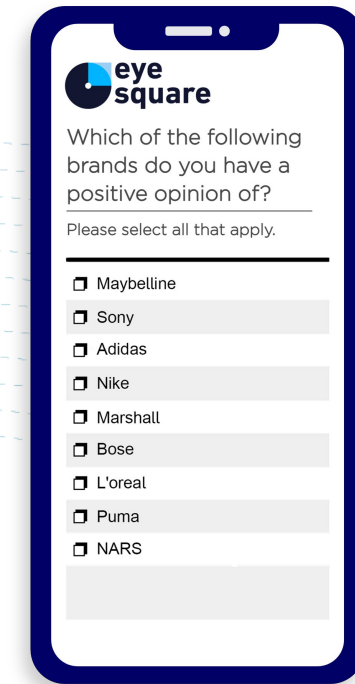 eye
square
Which of the following
brands do you have a
positive opinion of?
Please select all that apply.
Maybelline
Sony
Adidas
Nike
Marshall
Bose
L'oreal
Puma
NARS